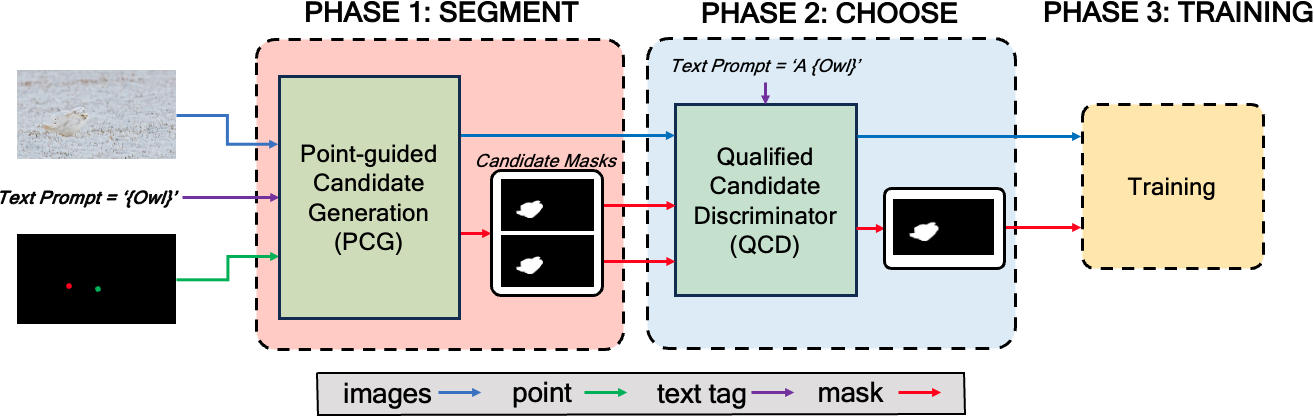 PHASE 1: SEGMENT
PHASE 2: CHOOSE
PHASE 3: TRAINING
Text Prompt = '{Owl}'
Point-guided
Candidate
Generation
(PCG)
Candidate Masks
Text Prompt = 'A {Owl}'
Qualified
Candidate
Discriminator
(QCD)
Training
images
point
text tag
mask